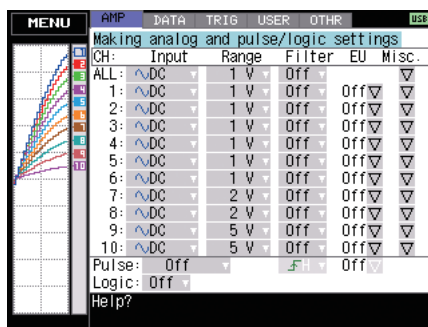 MENU AMP DATA TRIG USER OTHR USB
Making analog and pulse/logic settings
CH: Input Range Filter EU Misc.
ALL: DC 1 V Off
1: DC 1 V Off Off
2: DC 1 V Off Off
3: DC 1 V Off Off
4: DC 1 V Off Off
5: DC 1 V Off Off
6: DC 1 V Off Off
7: DC 2 V Off Off
8: DC 2 V Off Off
9: DC 5 V Off Off
10: DC 5 V Off Off
Pulse: Off H Off
Logic: Off
Help?
1
2
3
4
5
6
7
8
9
10